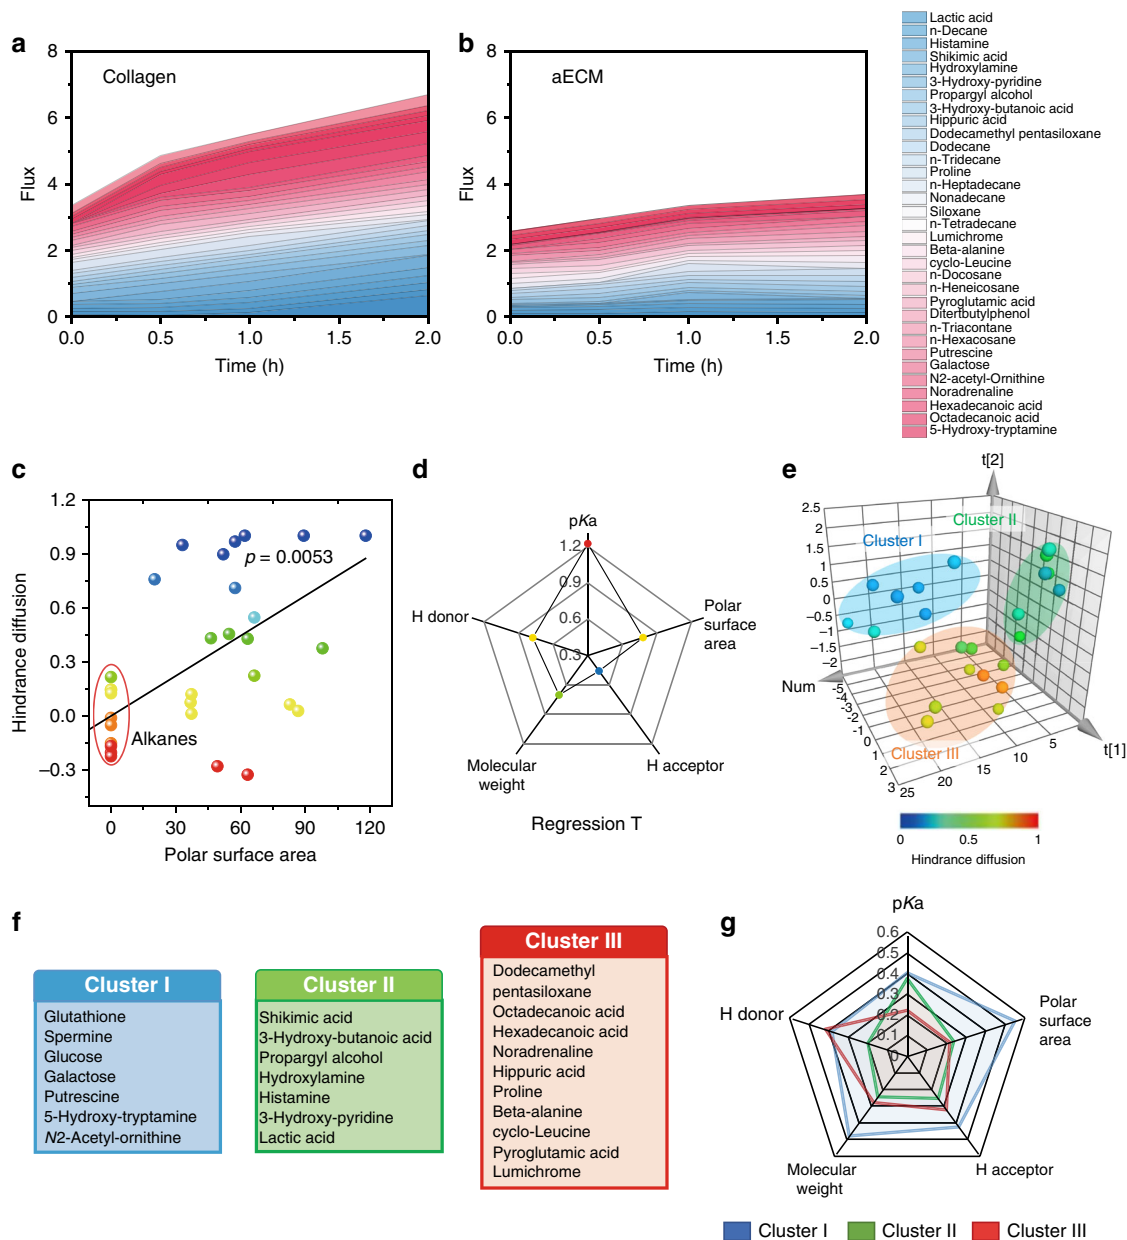 a
8
6
4
2
0
Flux
Collagen
0.0
0.5
1.0
1.5
2.0
Time (h)
b
8
6
4
2
0
Flux
aECM
0.0
0.5
1.0
1.5
2.0
Time (h)
Lactic acid
n-Decane
Histamine
Shikimic acid
Hydroxylamine
3-Hydroxy-pyridine
Propargyl alcohol
3-Hydroxy-butanoic acid
Hippuric acid
Dodecamethyl pentasiloxane
Dodecane
n-Tridecane
Proline
n-Heptadecane
Nonadecane
Siloxane
n-Tetradecane
Lumichrome
Beta-alanine
cyclo-Leucine
n-Docosane
n-Heneicosane
Pyroglutamic acid
Ditertbutylphenol
n-Triacontane
n-Hexacosane
Putrescine
Galactose
N2-acetyl-Ornithine
Noradrenaline
Hexadecanoic acid
Octadecanoic acid
5-Hydroxy-tryptamine
c
1.2
0.9
0.6
0.3
0.0
–0.3
Hindrance diffusion
p = 0.0053
Alkanes
0
30
60
90
120
Polar surface area
d
pKa
1.2
0.9
0.6
0.3
H donor
Polar
surface
area
Molecular
weight
H acceptor
Regression T
e
t[2]
2.5
2
1.5
1
0.5
0
–0.5
–1
–1.5
–2
Cluster I
Cluster II
Cluster III
Num
-5
-4
-3
-2
-1
0
1
2
3
25
20
15
10
5
t[1]
0
0.5
1
Hindrance diffusion
f
Cluster I
Glutathione
Spermine
Glucose
Galactose
Putrescine
5-Hydroxy-tryptamine
N2-Acetyl-ornithine
Cluster II
Shikimic acid
3-Hydroxy-butanoic acid
Propargyl alcohol
Hydroxylamine
Histamine
3-Hydroxy-pyridine
Lactic acid
Cluster III
Dodecamethyl
pentasiloxane
Octadecanoic acid
Hexadecanoic acid
Noradrenaline
Hippuric acid
Proline
Beta-alanine
cyclo-Leucine
Pyroglutamic acid
Lumichrome
g
pKa
0.6
0.5
0.4
0.3
0.2
0.1
0
H donor
Polar
surface
area
Molecular
weight
H acceptor
Cluster I
Cluster II
Cluster III